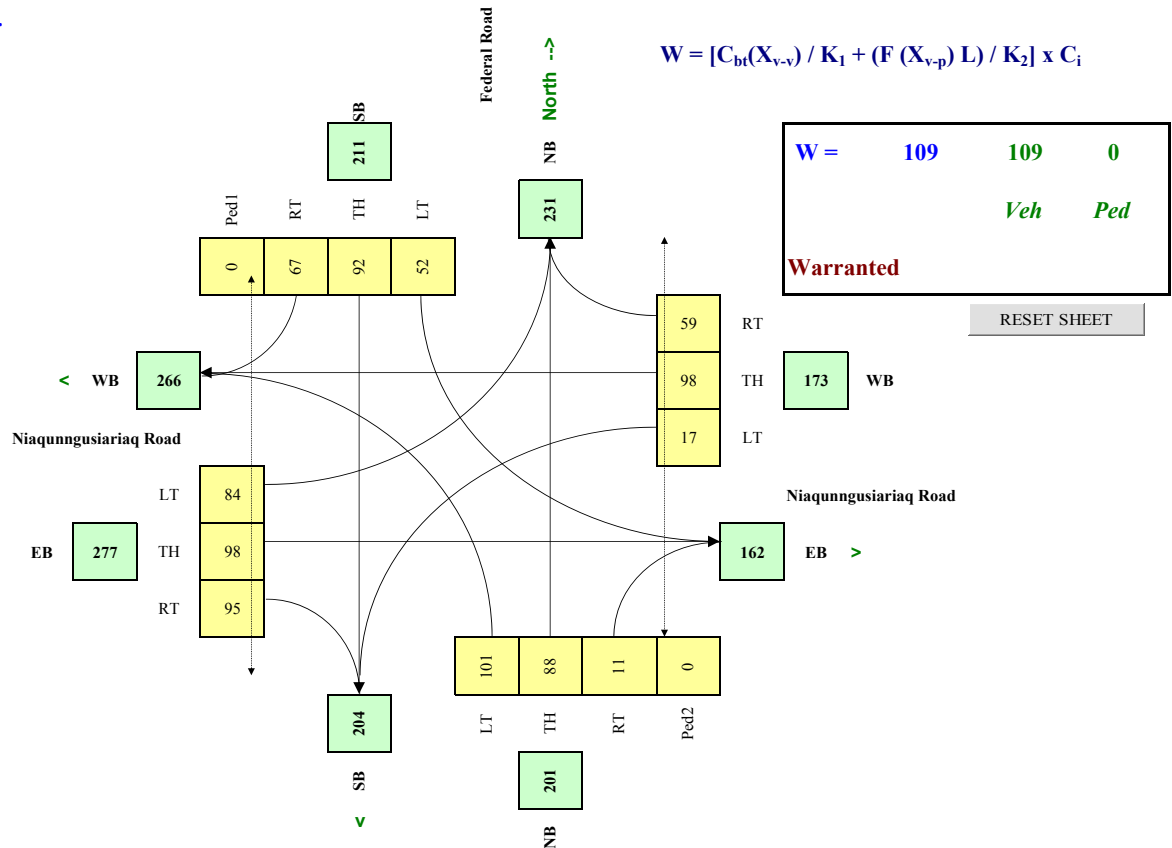 Federal Road
North -->
W = [Cbt(Xv-v) / K1 + (F (Xv-p) L) / K2] x Ci
SB
211
NB
231
W = 109 109 0
Veh Ped
Warranted
RESET SHEET
Ped1 RT TH LT
0 67 92 52
59 RT
98 TH
17 LT
173 WB
< WB 266
Niaqunngusiariaq Road
LT 84
TH 98
RT 95
EB 277
Niaqunngusiariaq Road
162 EB >
101 88 11 0
LT TH RT Ped2
204
SB
<
201
NB